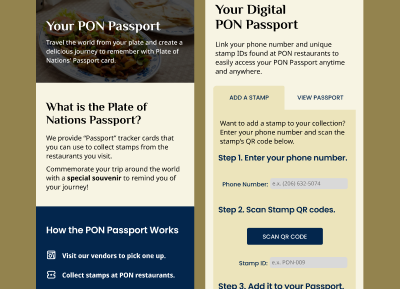 Your PON Passport
Travel the world from your plate and create a
delicious journey to remember with Plate of
Nations' Passport card.
What is the Plate of
Nations Passport?
We provide "Passport" tracker cards that
you can use to collect stamps from the
restaurants you visit.
Commemorate your trip around the world
with a special souvenir to remind you of
your journey!
How the PON Passport Works
Visit our vendors to pick one up.
Collect stamps at PON restaurants.
Your Digital
PON Passport
Link your phone number and unique
stamp IDs found at PON restaurants to
easily access your PON Passport anytime
and anywhere.
ADD A STAMP
VIEW PASSPORT
Want to add a stamp to your collection?
Enter your phone number and scan the
stamp's QR code below.
Step 1. Enter your phone number.
Phone Number: e.x. (206) 632-5074
Step 2. Scan Stamp QR codes.
SCAN QR CODE
Stamp ID: e.x. PON-009
Step 3. Add it to your Passport.